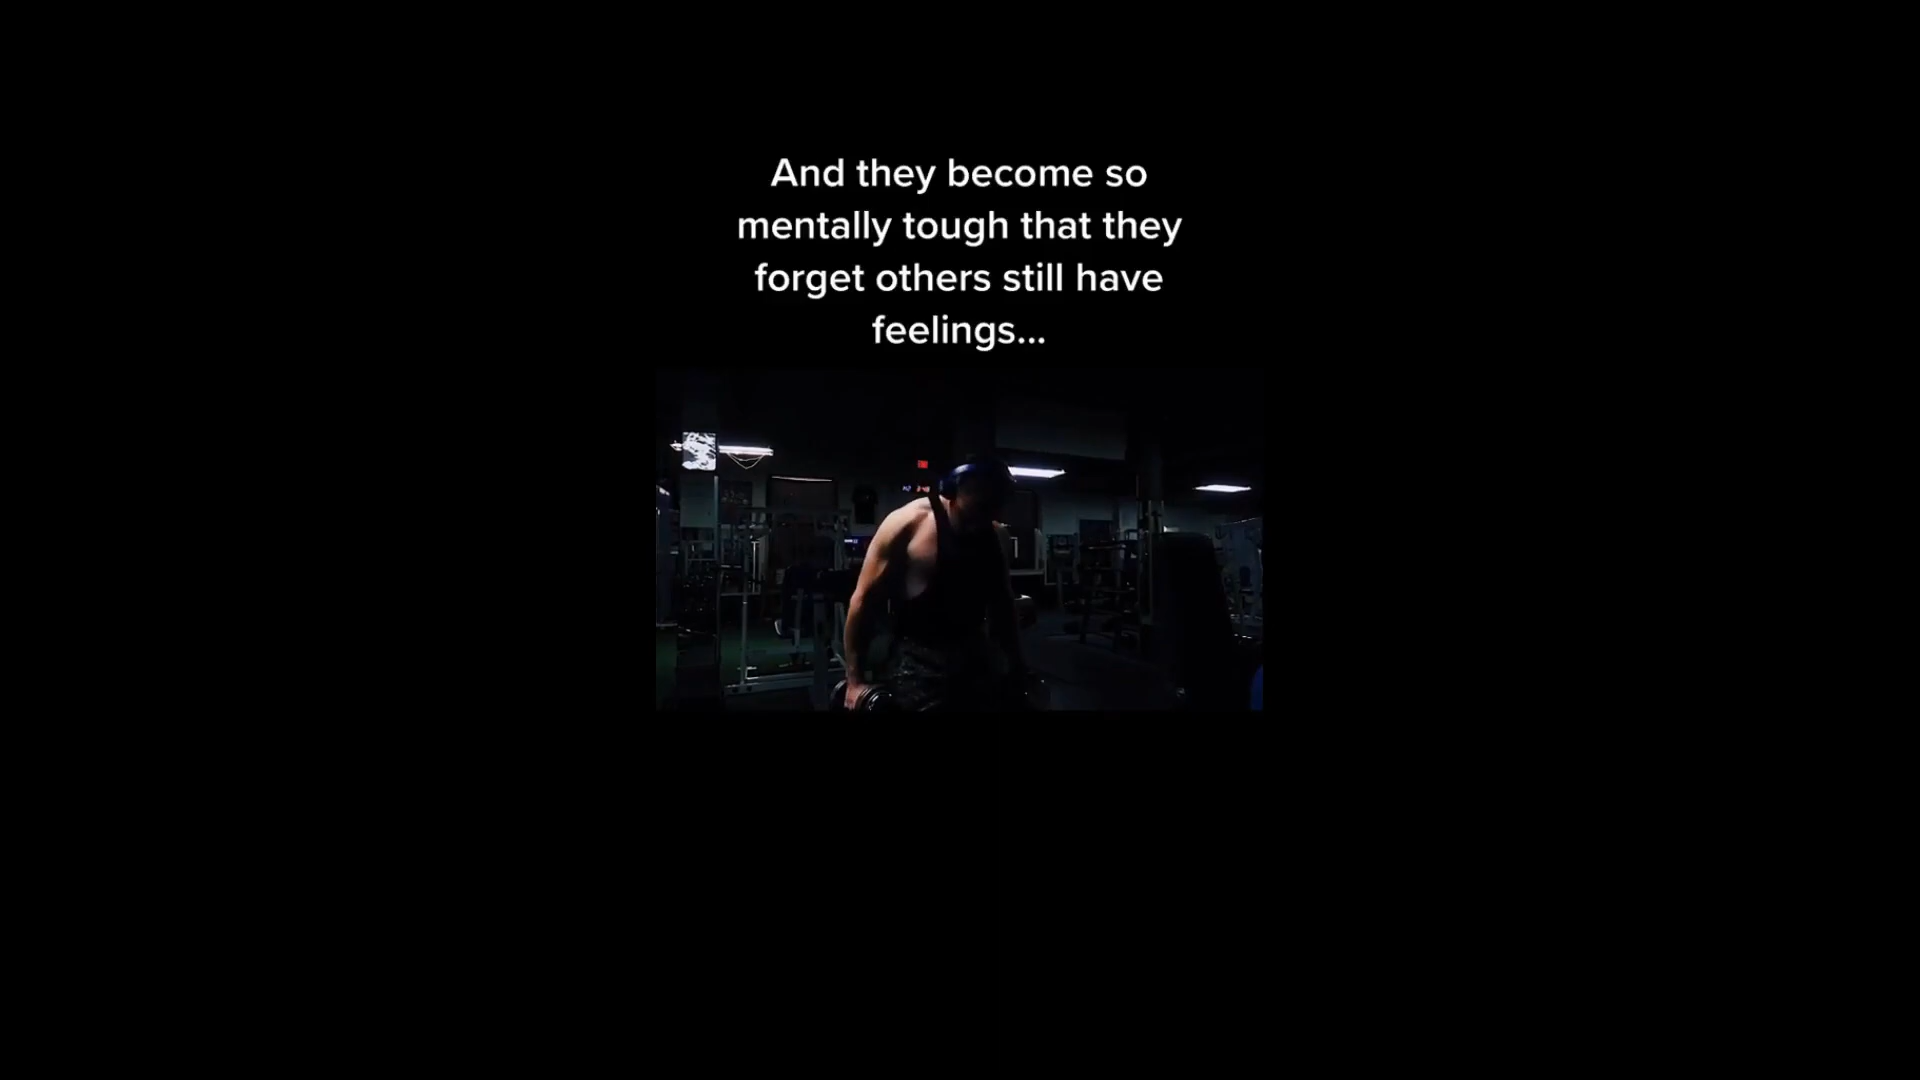 And they become so
mentally tough that they
forget others still have
feelings...